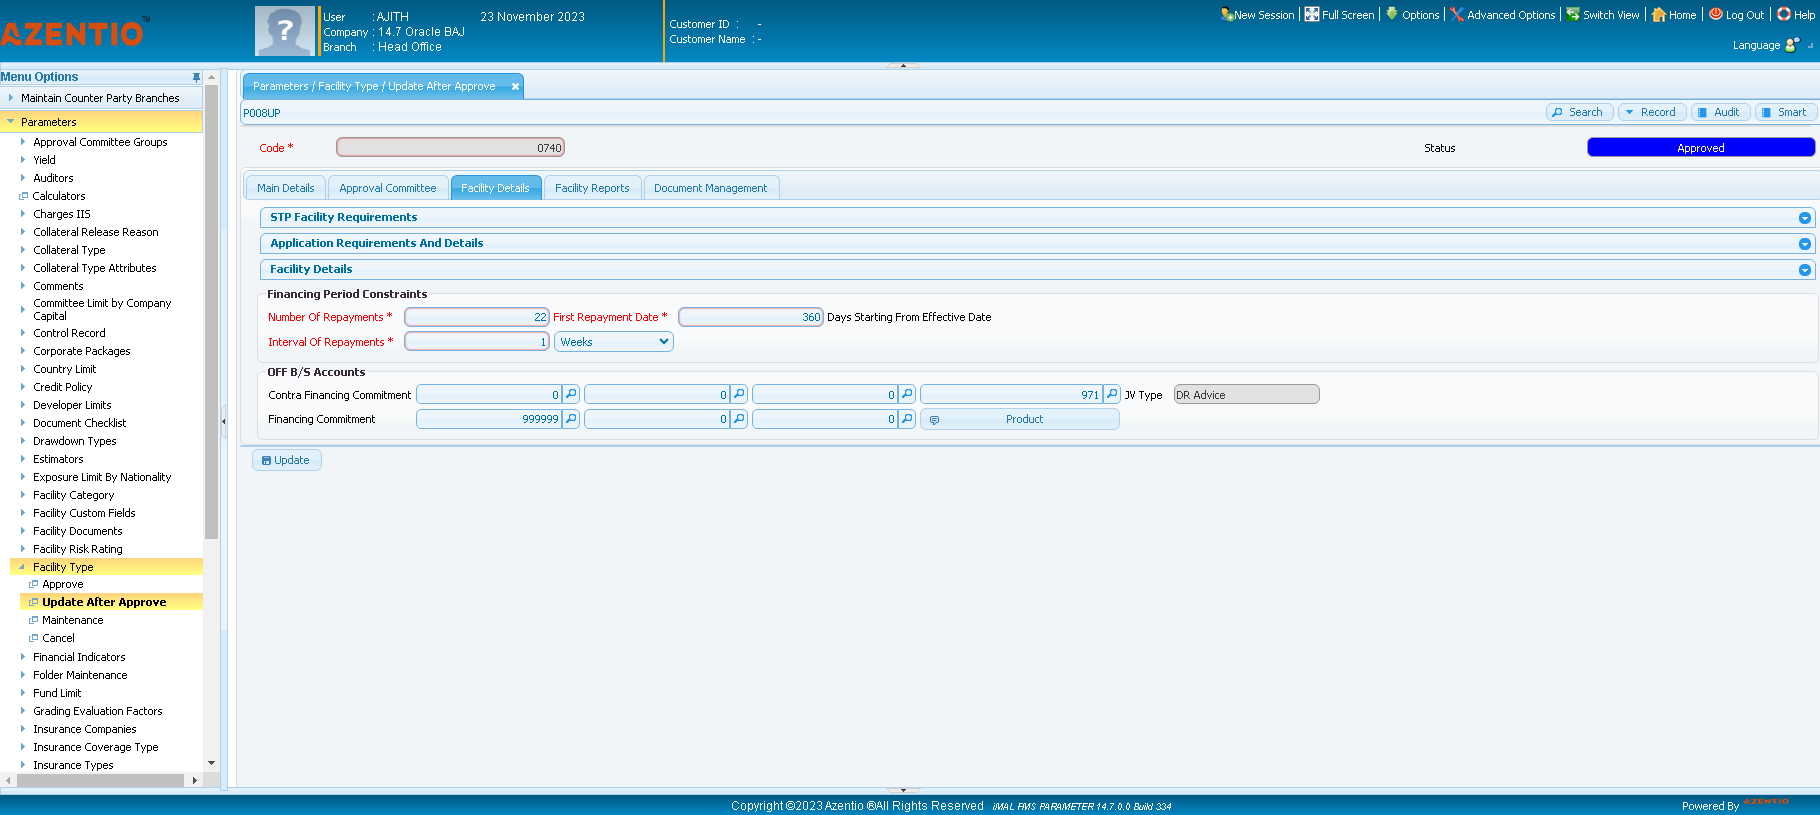 AZENTIO™
User : AJITH 23 November 2023
Company : 14.7 Oracle BAJ
Branch : Head Office
Customer ID : -
Customer Name : -
New Session Full Screen Options Advanced Options Switch View Home Log Out Help
Language
Menu Options
Maintain Counter Party Branches
Parameters
Approval Committee Groups
Yield
Auditors
Calculators
Charges IIS
Collateral Release Reason
Collateral Type
Collateral Type Attributes
Comments
Committee Limit by Company
Capital
Control Record
Corporate Packages
Country Limit
Credit Policy
Developer Limits
Document Checklist
Drawdown Types
Estimators
Exposure Limit By Nationality
Facility Category
Facility Custom Fields
Facility Documents
Facility Risk Rating
Facility Type
Approve
Update After Approve
Maintenance
Cancel
Financial Indicators
Folder Maintenance
Fund Limit
Grading Evaluation Factors
Insurance Companies
Insurance Coverage Type
Insurance Types
Parameters / Facility Type / Update After Approve
P008UP
Search Record Audit Smart
Code * 0740 Status Approved
Main Details Approval Committee Facility Details Facility Reports Document Management
STP Facility Requirements
Application Requirements And Details
Facility Details
Financing Period Constraints
Number Of Repayments * 22 First Repayment Date * 360 Days Starting From Effective Date
Interval Of Repayments * 1 Weeks
OFF B/S Accounts
Contra Financing Commitment 0 0 0 971 JV Type DR Advice
Financing Commitment 999999 0 0 Product
Update
Copyright ©2023 Azentio ®All Rights Reserved iMAL PMS PARAMETER 14.7.0.0 Build 334
Powered By AZENTIO